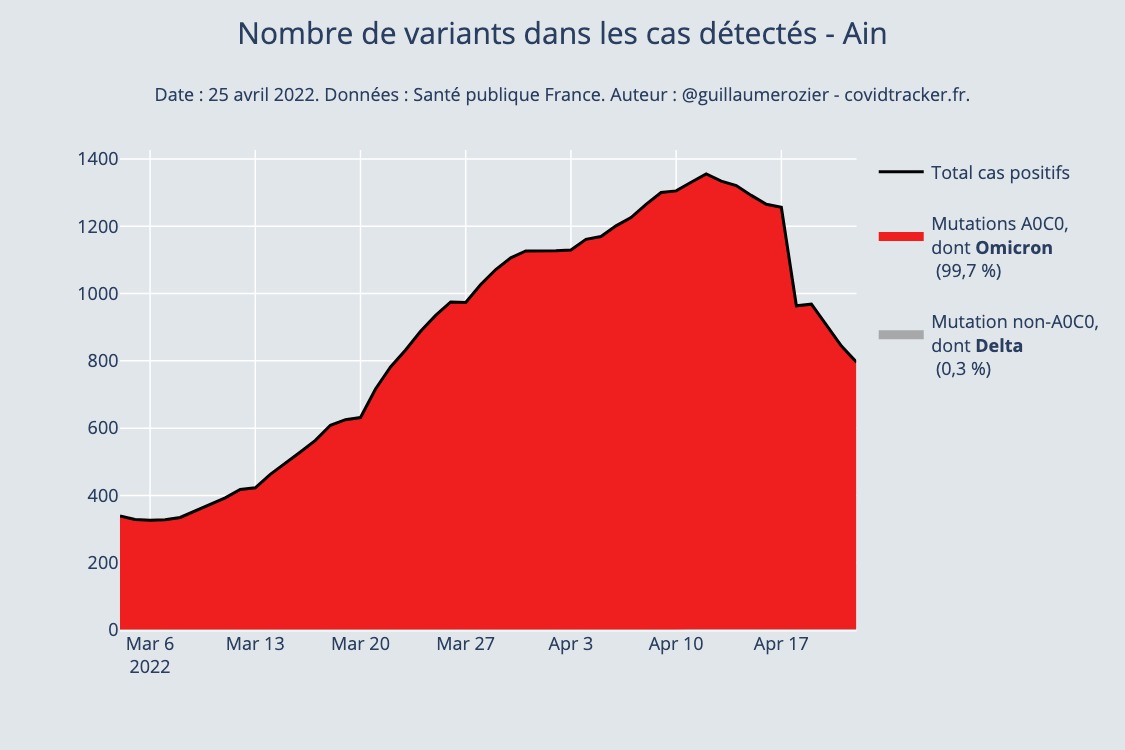 Nombre de variants dans les cas détectés - Ain
Date : 25 avril 2022. Données : Santé publique France. Auteur : @guillaumerozier - covidtracker.fr.
1400
1200
1000
800
600
400
200
0
Mar 6
2022
Mar 13
Mar 20
Mar 27
Apr 3
Apr 10
Apr 17
Total cas positifs
Mutations A0C0,
dont Omicron
(99,7 %)
Mutation non-A0C0,
dont Delta
(0,3 %)